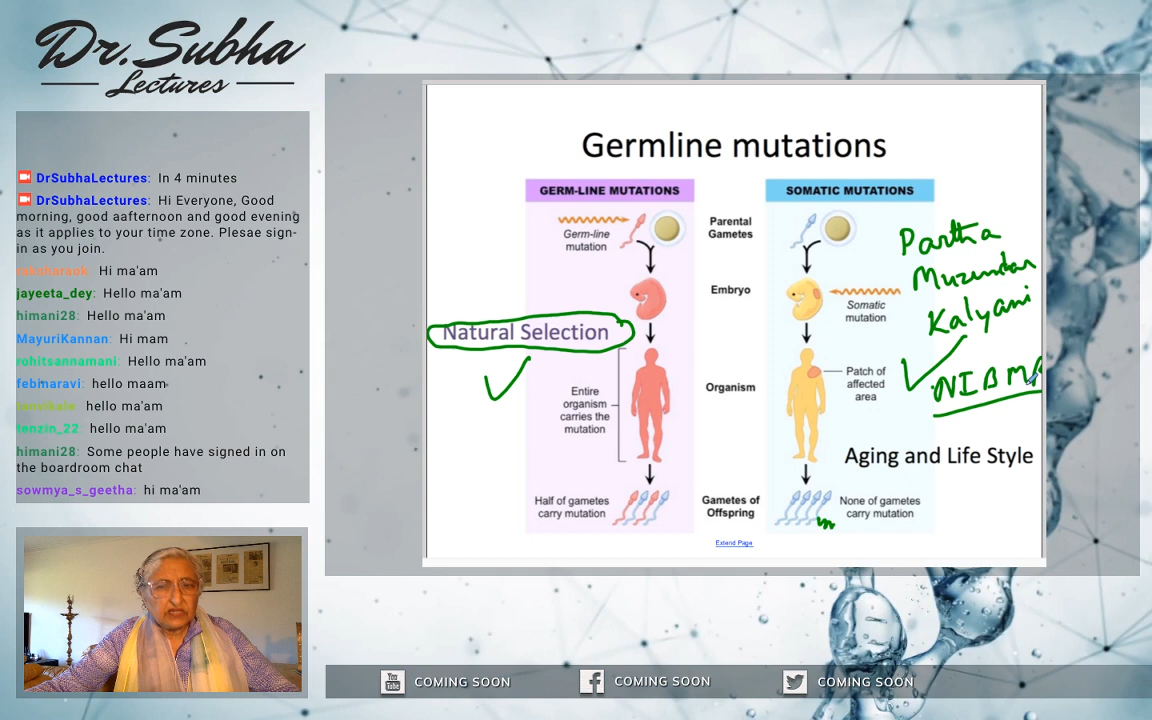 Dr. Subha
Lectures
DrSubhaLectures: In 4 minutes
DrSubhaLectures: Hi Everyone, Good
morning, good aafternoon and good evening
as it applies to your time zone. Plesae sign-
in as you join.
Hi ma'am
jayeeta_dey: Hello ma'am
himani28: Hello ma'am
MayuriKannan: Hi mam
rohitsannamani: Hello ma'am
febinaravi: hello maam
hello ma'am
tenzin_22: hello ma'am
himani28: Some people have signed in on
the boardroom chat
sowmya_s_geetha: hi ma'am
Germline mutations
GERM-LINE MUTATIONS
SOMATIC MUTATIONS
Germ-line
mutation
Parental
Gametes
Partha
Muzumdar
Kalyani
NIBM
Embryo
Somatic
mutation
Natural Selection
Entire
organism
carries the
mutation
Organism
Patch of
affected
area
Aging and Life Style
Half of gametes
carry mutation
Gametes of
Offspring
None of gametes
carry mutation
Extend Page
You
Tube
COMING SOON
COMING SOON
COMING SOON